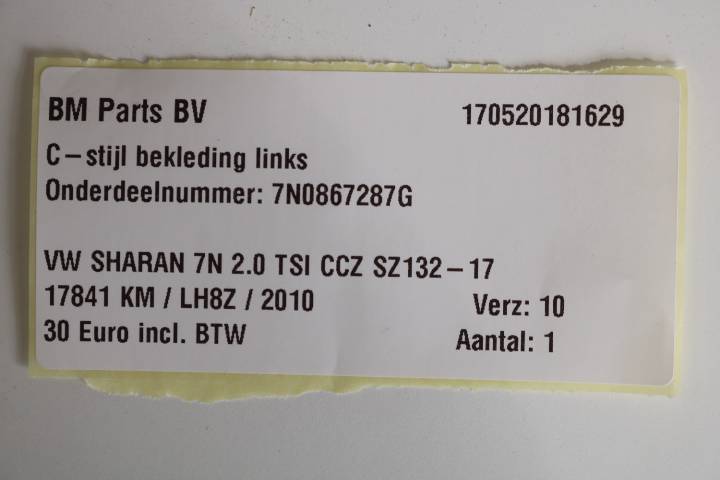 BM Parts BV 170520181629
C-stijl bekleding links
Onderdeelnummer: 7N0867287G
VW SHARAN 7N 2.0 TSI CCZ SZ132-17
17841 KM / LH8Z / 2010 Verz: 10
30 Euro incl. BTW Aantal: 1